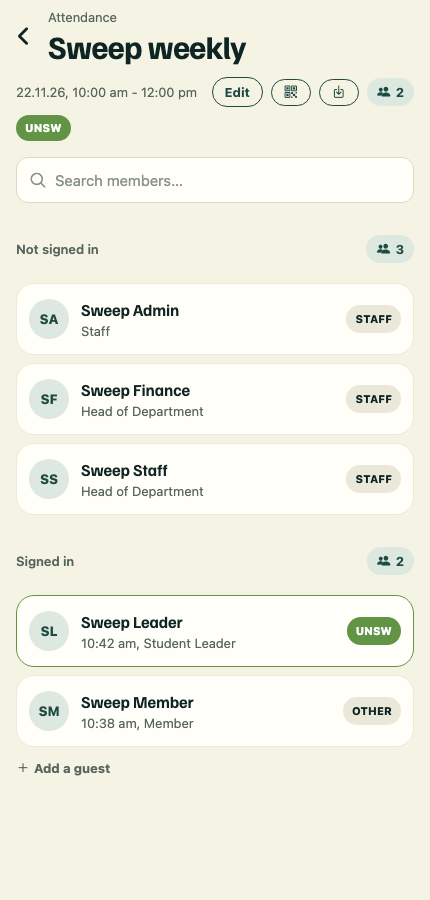 Attendance
Sweep weekly
22.11.26, 10:00 am - 12:00 pm Edit 2
UNSW
Search members...
Not signed in 3
SA Sweep Admin STAFF
Staff
SF Sweep Finance STAFF
Head of Department
SS Sweep Staff STAFF
Head of Department
Signed in 2
SL Sweep Leader UNSW
10:42 am, Student Leader
SM Sweep Member OTHER
10:38 am, Member
+ Add a guest